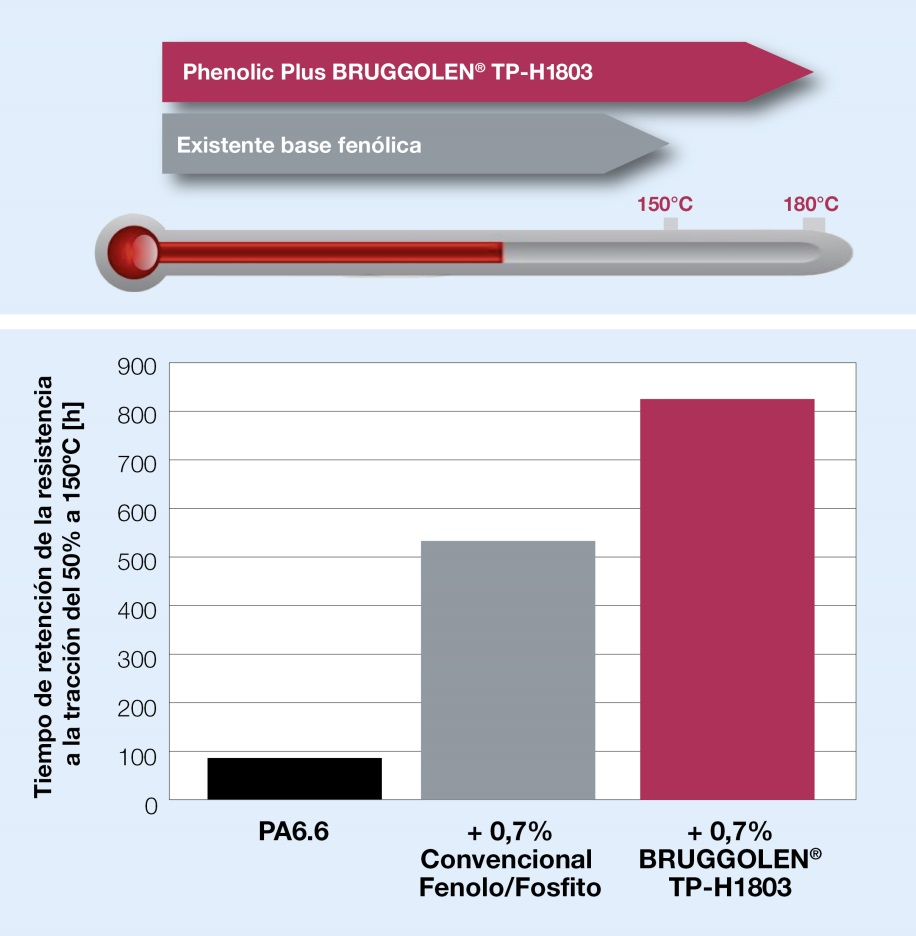 Phenolic Plus BRUGGOLEN® TP-H1803
Existente base fenólica
150°C
180°C
Tiempo de retención de la resistencia
a la tracción del 50% a 150ºC [h]
900
800
700
600
500
400
300
200
100
0
PA6.6
+ 0,7%
Convencional
Fenolo/Fosfito
+ 0,7%
BRUGGOLEN®
TP-H1803